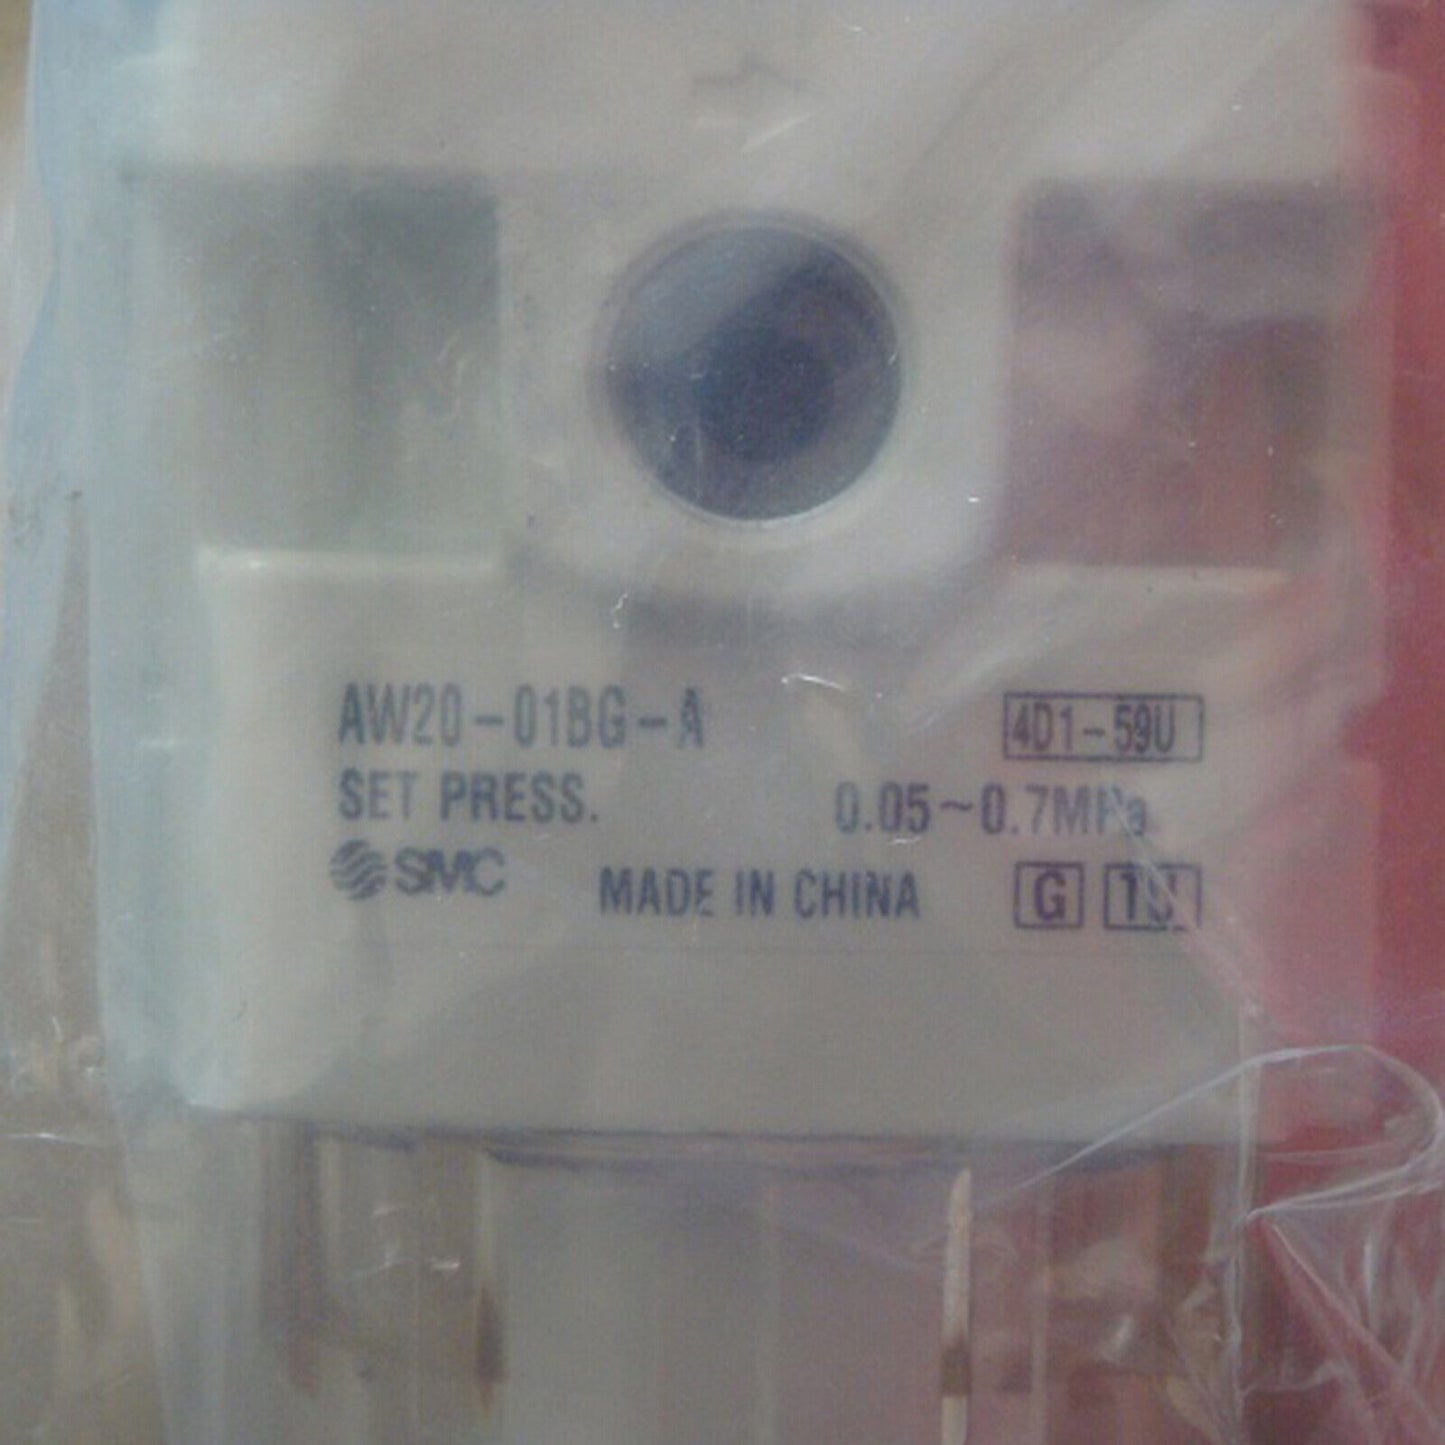 AW20-01BG-A 4D1-59U
SET PRESS. 0.05~0.7MPa
SMC MADE IN CHINA G